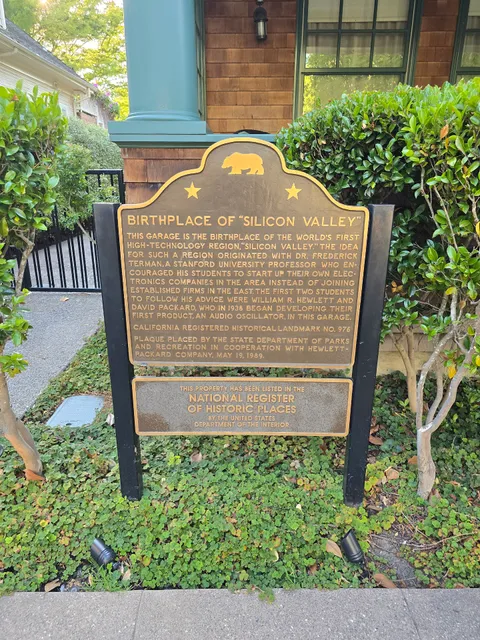 BIRTHPLACE OF "SILICON VALLEY"
THIS GARAGE IS THE BIRTHPLACE OF THE WORLD'S FIRST
HIGH-TECHNOLOGY REGION, "SILICON VALLEY." THE IDEA
FOR SUCH A REGION ORIGINATED WITH DR. FREDERICK
TERMAN, A STANFORD UNIVERSITY PROFESSOR WHO EN-
COURAGED HIS STUDENTS TO START UP THEIR OWN ELEC-
TRONICS COMPANIES IN THE AREA INSTEAD OF JOINING
ESTABLISHED FIRMS IN THE EAST. THE FIRST TWO STUDENTS
TO FOLLOW HIS ADVICE WERE WILLIAM R. HEWLETT AND
DAVID PACKARD, WHO IN 1938 BEGAN DEVELOPING THEIR
FIRST PRODUCT, AN AUDIO OSCILLATOR, IN THIS GARAGE.
CALIFORNIA REGISTERED HISTORICAL LANDMARK NO. 976
PLAQUE PLACED BY THE STATE DEPARTMENT OF PARKS
AND RECREATION IN COOPERATION WITH HEWLETT-
PACKARD COMPANY, MAY 19, 1989.
THIS PROPERTY HAS BEEN LISTED IN THE
NATIONAL REGISTER
OF HISTORIC PLACES
BY THE UNITED STATES
DEPARTMENT OF THE INTERIOR